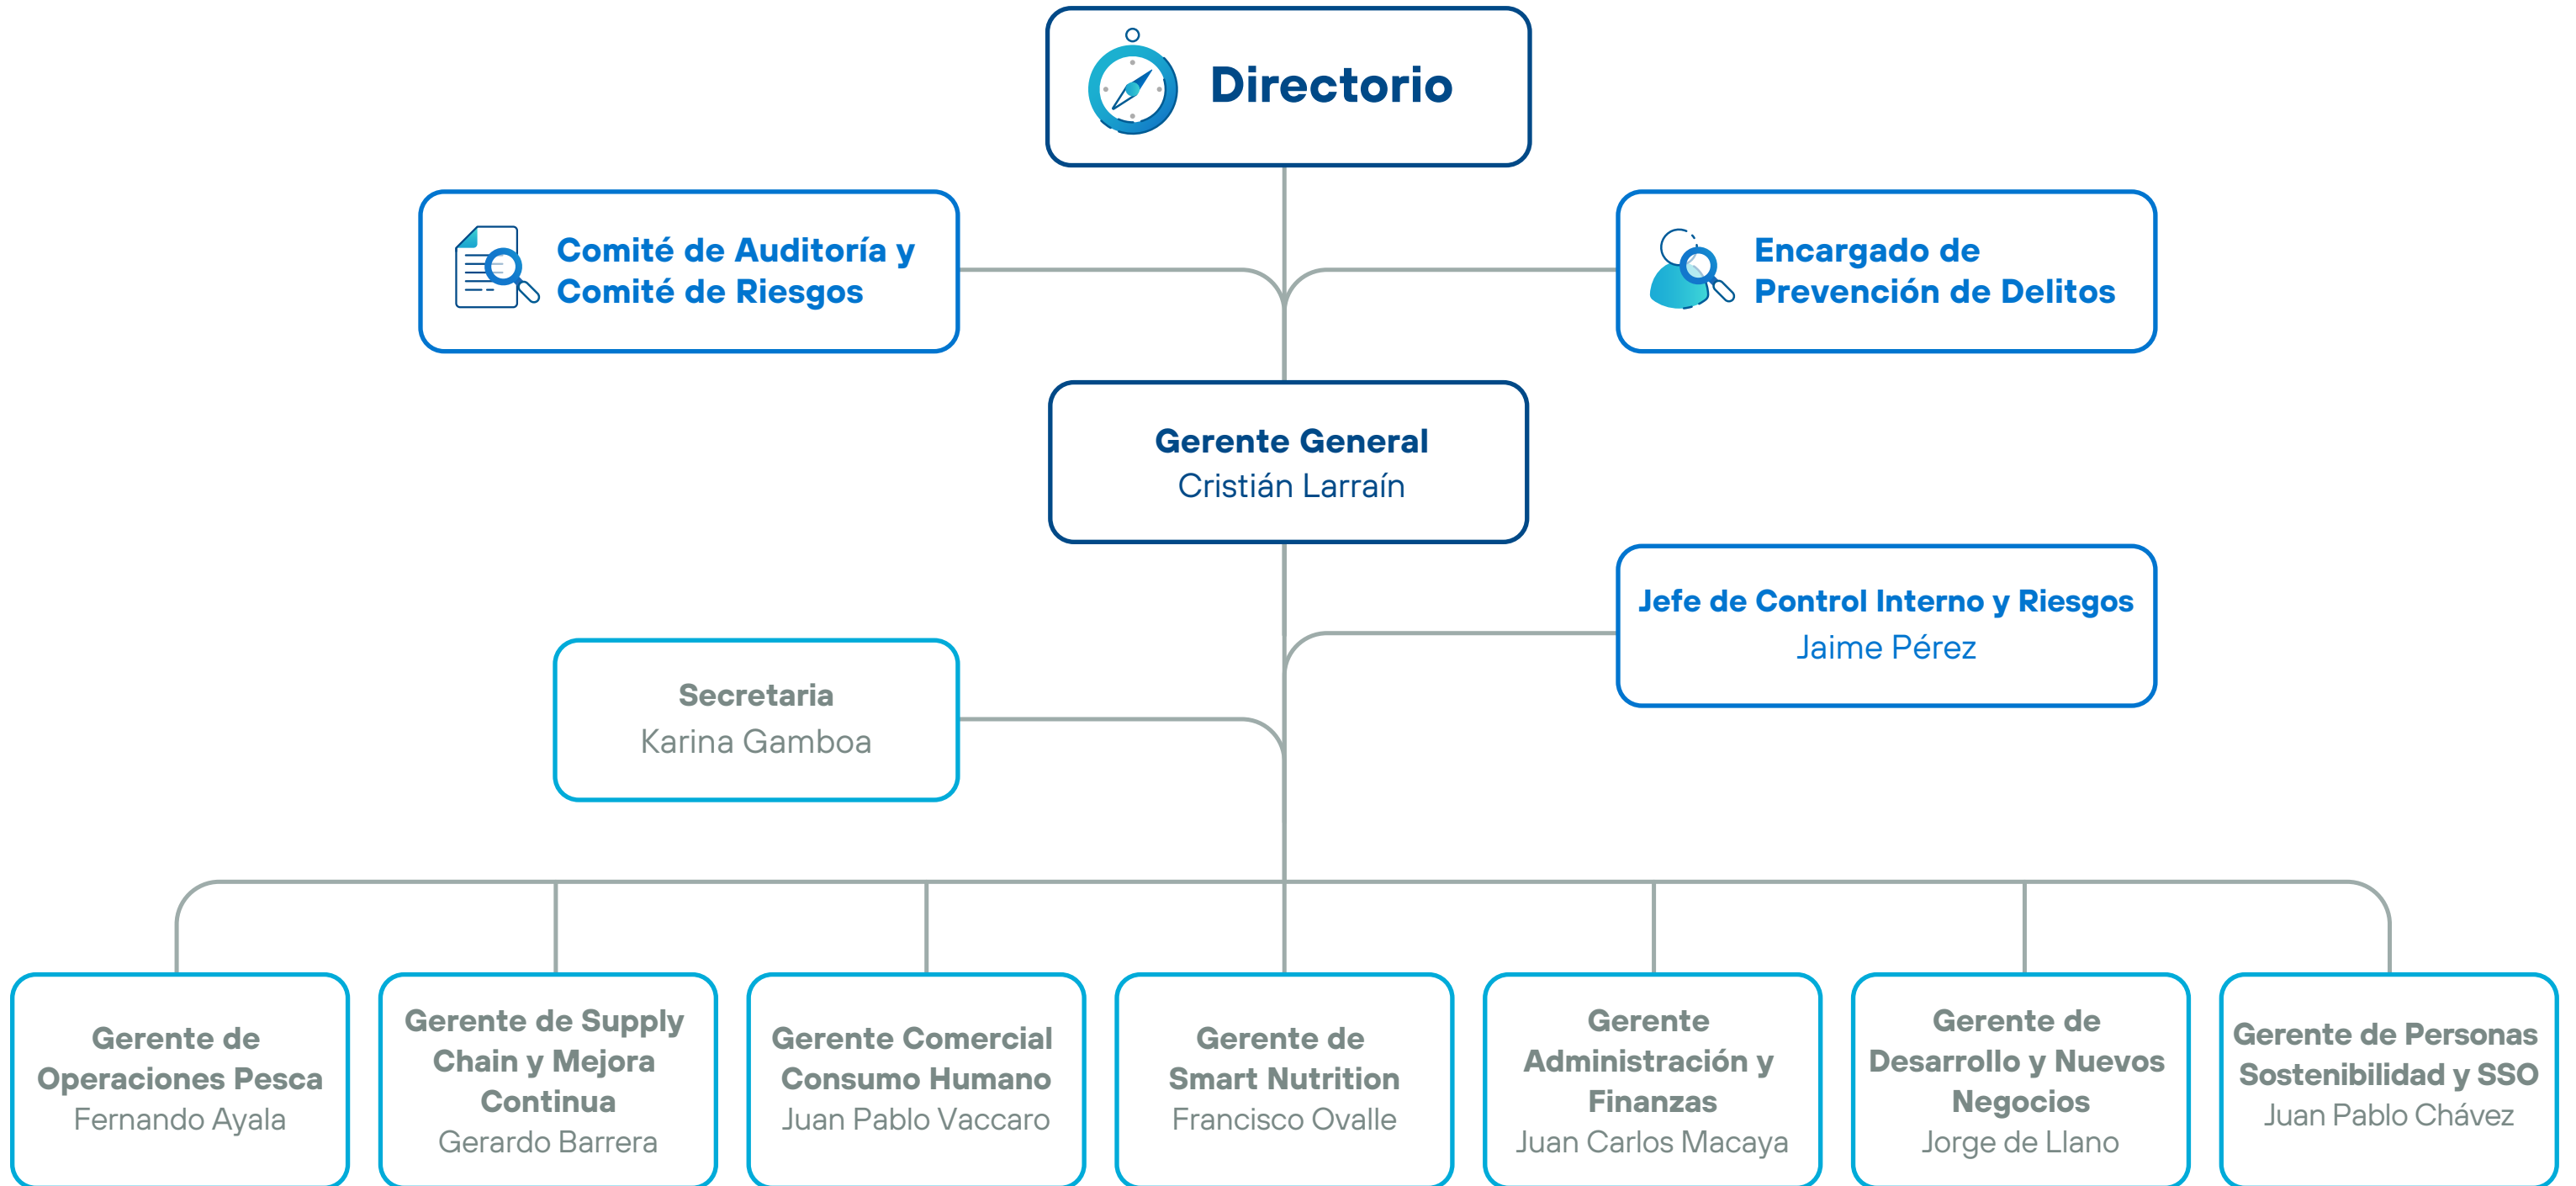 Directorio
Comité de Auditoría y
Comité de Riesgos
Encargado de
Prevención de Delitos
Gerente General
Cristián Larraín
Jefe de Control Interno y Riesgos
Jaime Pérez
Secretaria
Karina Gamboa
Gerente de
Operaciones Pesca
Fernando Ayala
Gerente de Supply
Chain y Mejora
Continua
Gerardo Barrera
Gerente Comercial
Consumo Humano
Juan Pablo Vaccaro
Gerente de
Smart Nutrition
Francisco Ovalle
Gerente
Administración y
Finanzas
Juan Carlos Macaya
Gerente de
Desarrollo y Nuevos
Negocios
Jorge de Llano
Gerente de Personas
Sostenibilidad y SSO
Juan Pablo Chávez